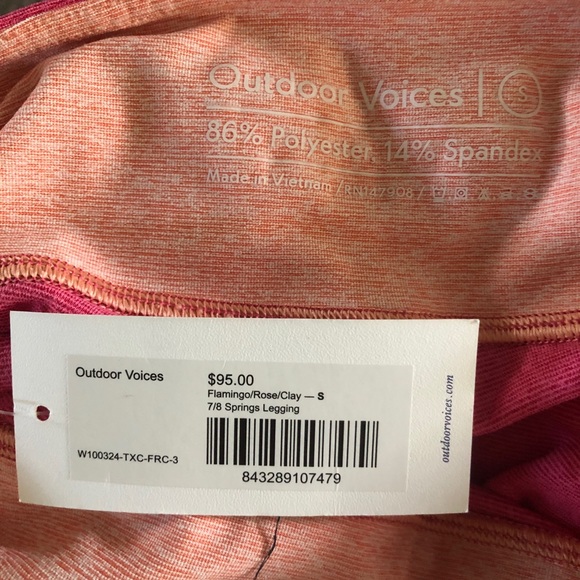 Outdoor Voices | S
86% Polyester, 14% Spandex
Made in Vietnam / RN147908 /
Outdoor Voices
$95.00
Flamingo/Rose/Clay — S
7/8 Springs Legging
W100324-TXC-FRC-3
843289107479
outdoorvoices.com